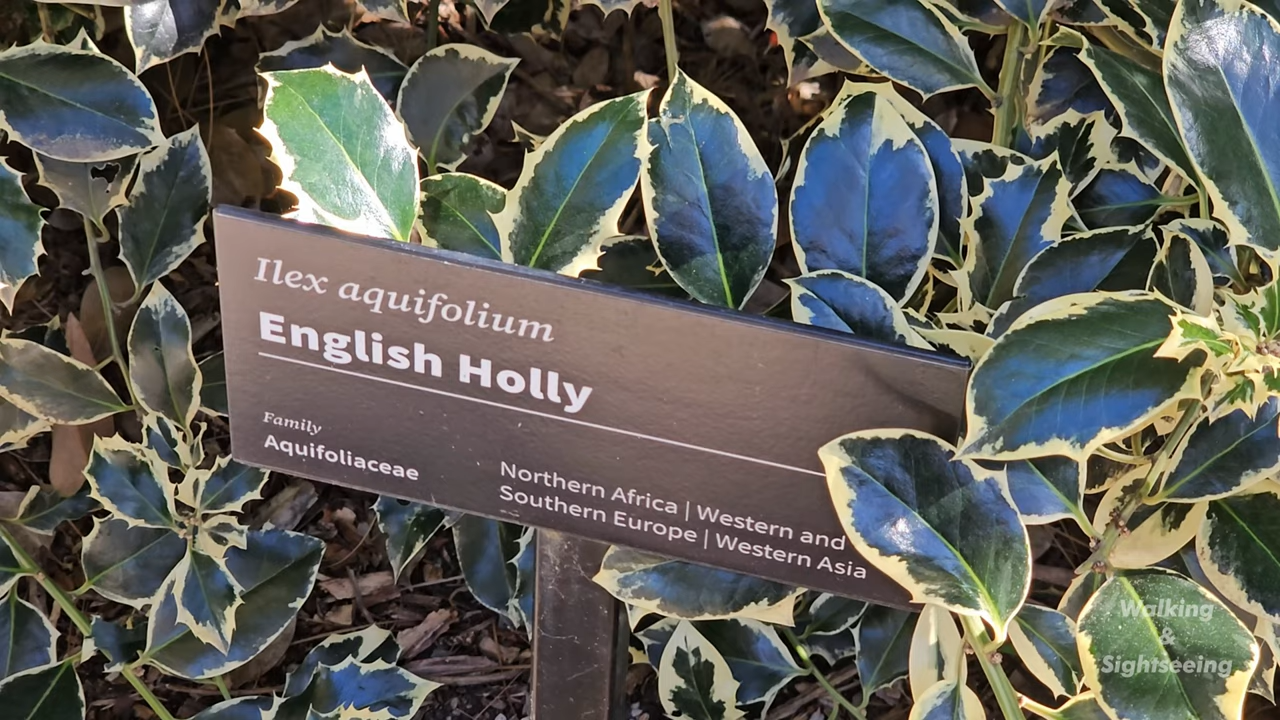 Ilex aquifolium
English Holly
Family
Aquifoliaceae
Northern Africa | Western and
Southern Europe | Western Asia
Walking
&
Sightseeing